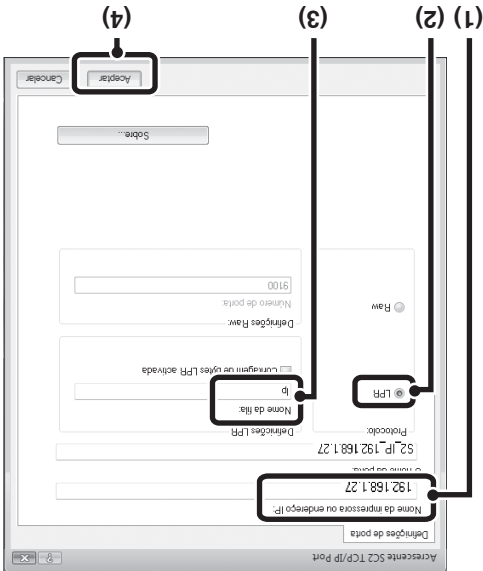 Acrescente SC2 TCP/IP Port
Definições de porta
Nome da impressora ou endereço IP:
192.168.1.27
O nome da porta:
S2_IP_192.168.1.27
Protocolo:
LPR
Raw
Definições LPR
Nome da fila:
lp
Contagem de bytes LPR activada
Definições Raw:
Número de porta:
9100
Sobre...
Aceptar
Cancelar
(1)
(2)
(3)
(4)